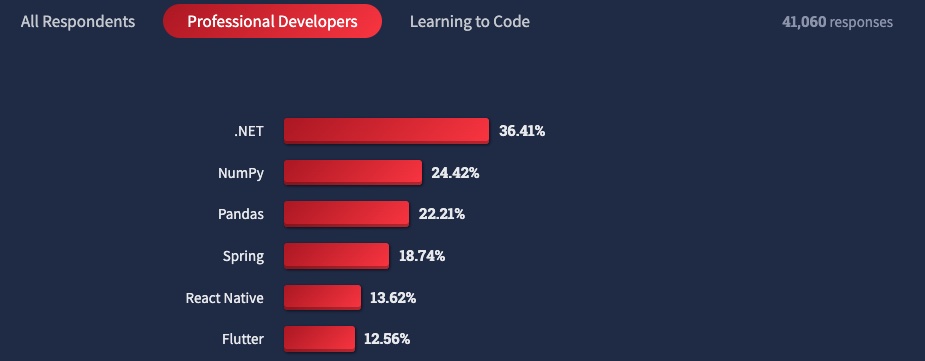 All Respondents Professional Developers Learning to Code 41,060 responses
.NET 36.41%
NumPy 24.42%
Pandas 22.21%
Spring 18.74%
React Native 13.62%
Flutter 12.56%